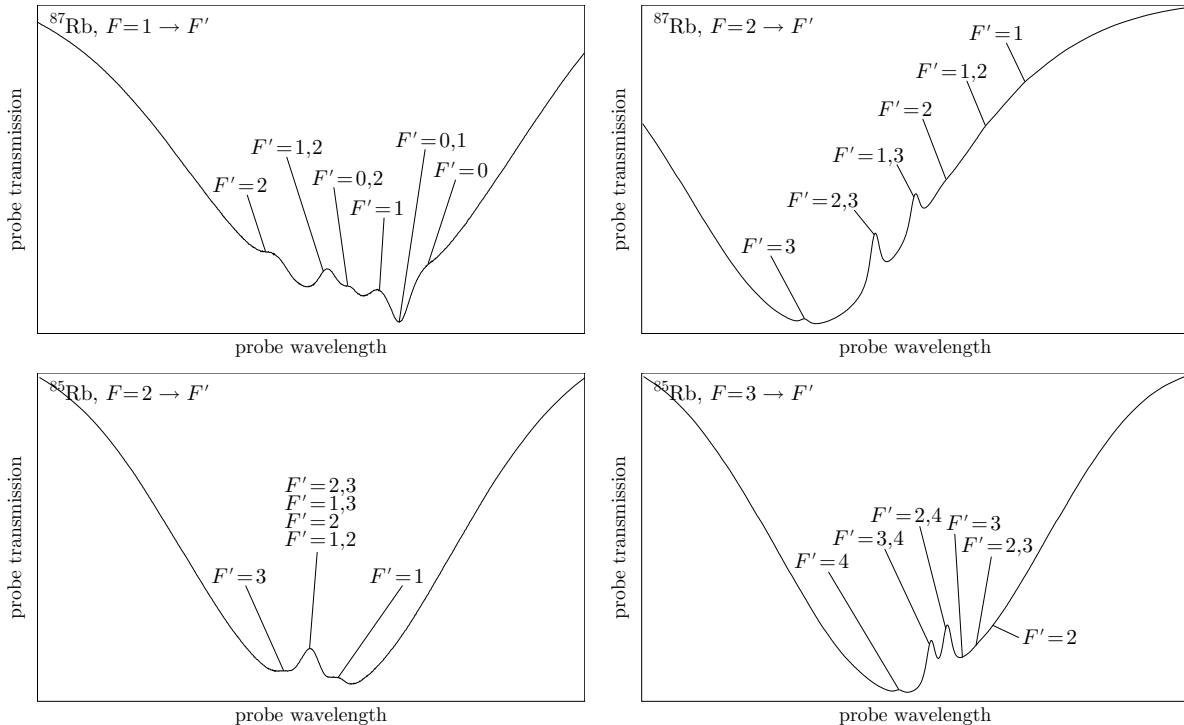 ⁸⁷Rb, F=1 → F′
F′=1,2
F′=0,1
F′=2
F′=0,2
F′=0
F′=1
probe transmission
probe wavelength
⁸⁷Rb, F=2 → F′
F′=1
F′=1,2
F′=2
F′=1,3
F′=2,3
F′=3
probe transmission
probe wavelength
⁸⁵Rb, F=2 → F′
F′=2,3
F′=1,3
F′=2
F′=1,2
F′=3
F′=1
probe transmission
probe wavelength
⁸⁵Rb, F=3 → F′
F′=2,4
F′=3
F′=3,4
F′=2,3
F′=4
F′=2
probe transmission
probe wavelength